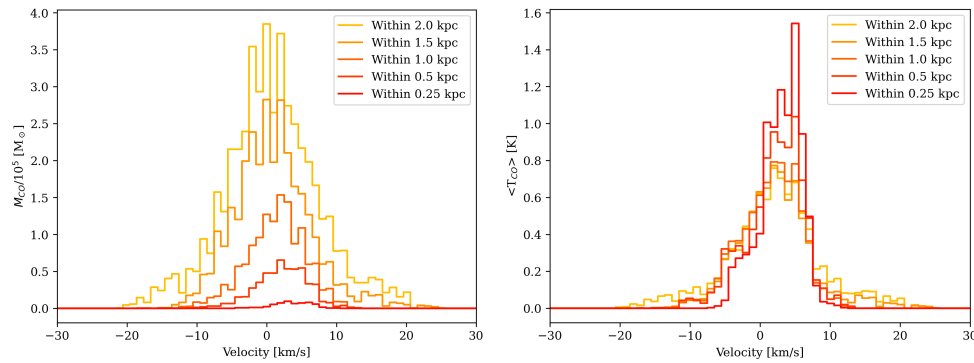 4.0
3.5
3.0
2.5
2.0
1.5
1.0
0.5
0.0
M_CO/10^5 [M_⊙]
−30 −20 −10 0 10 20 30
Velocity [km/s]
Within 2.0 kpc
Within 1.5 kpc
Within 1.0 kpc
Within 0.5 kpc
Within 0.25 kpc
1.6
1.4
1.2
1.0
0.8
0.6
0.4
0.2
0.0
<T_CO> [K]
−30 −20 −10 0 10 20 30
Velocity [km/s]
Within 2.0 kpc
Within 1.5 kpc
Within 1.0 kpc
Within 0.5 kpc
Within 0.25 kpc